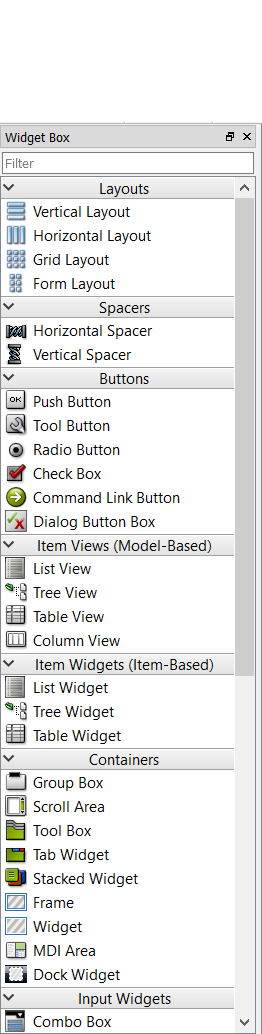 Widget Box
Filter
Layouts
Vertical Layout
Horizontal Layout
Grid Layout
Form Layout
Spacers
Horizontal Spacer
Vertical Spacer
Buttons
OK Push Button
Tool Button
Radio Button
Check Box
Command Link Button
Dialog Button Box
Item Views (Model-Based)
List View
Tree View
Table View
Column View
Item Widgets (Item-Based)
List Widget
Tree Widget
Table Widget
Containers
Group Box
Scroll Area
Tool Box
Tab Widget
Stacked Widget
Frame
Widget
MDI Area
Dock Widget
Input Widgets
Combo Box